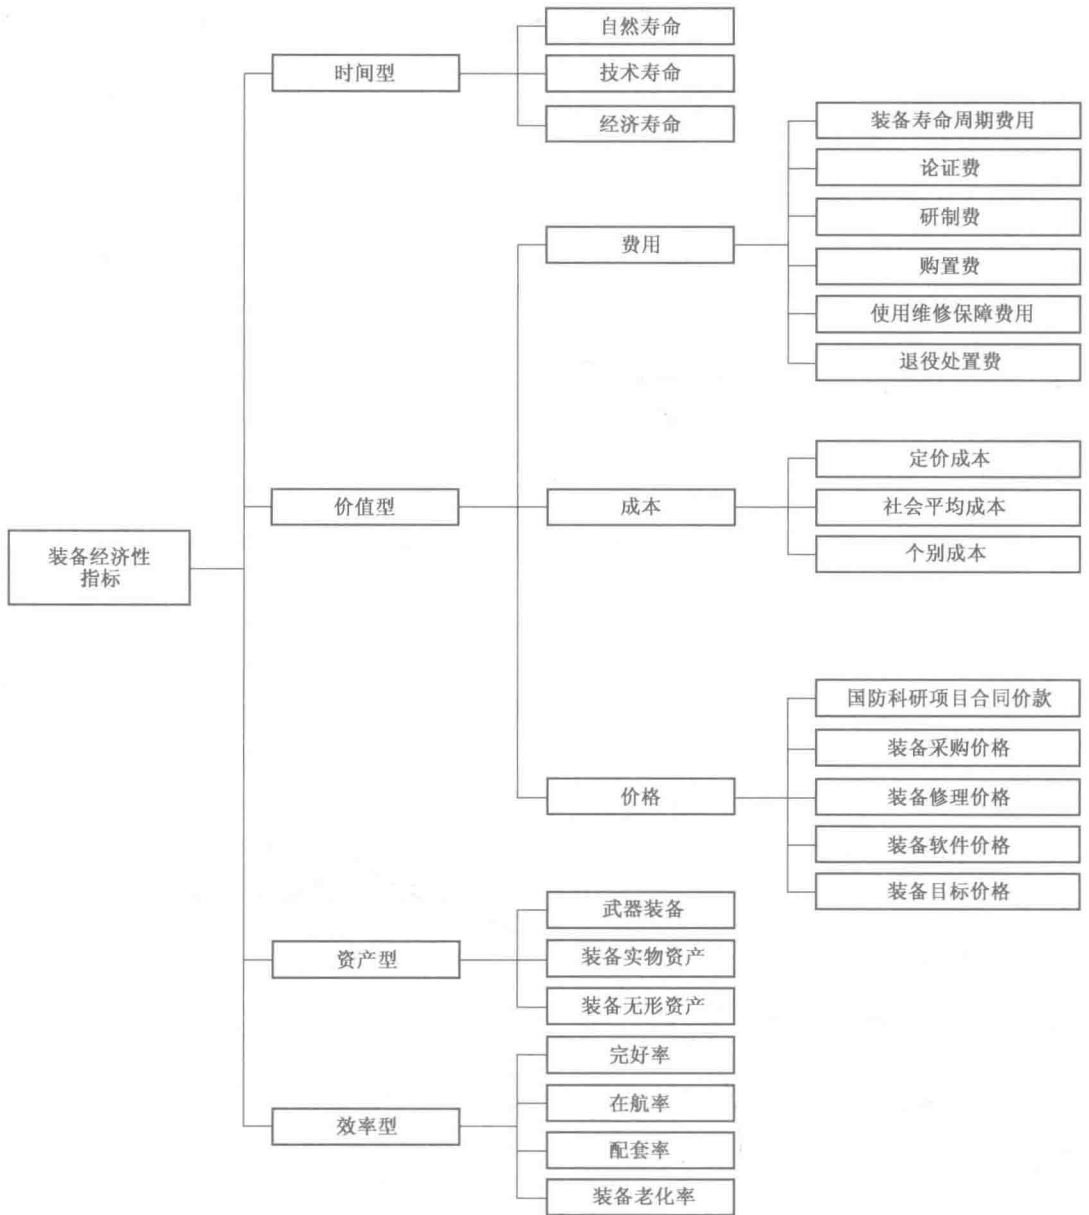 装备经济性
指标
时间型
自然寿命
技术寿命
经济寿命
价值型
费用
装备寿命周期费用
论证费
研制费
购置费
使用维修保障费用
退役处置费
成本
定价成本
社会平均成本
个别成本
价格
国防科研项目合同价款
装备采购价格
装备修理价格
装备软件价格
装备目标价格
资产型
武器装备
装备实物资产
装备无形资产
效率型
完好率
在航率
配套率
装备老化率